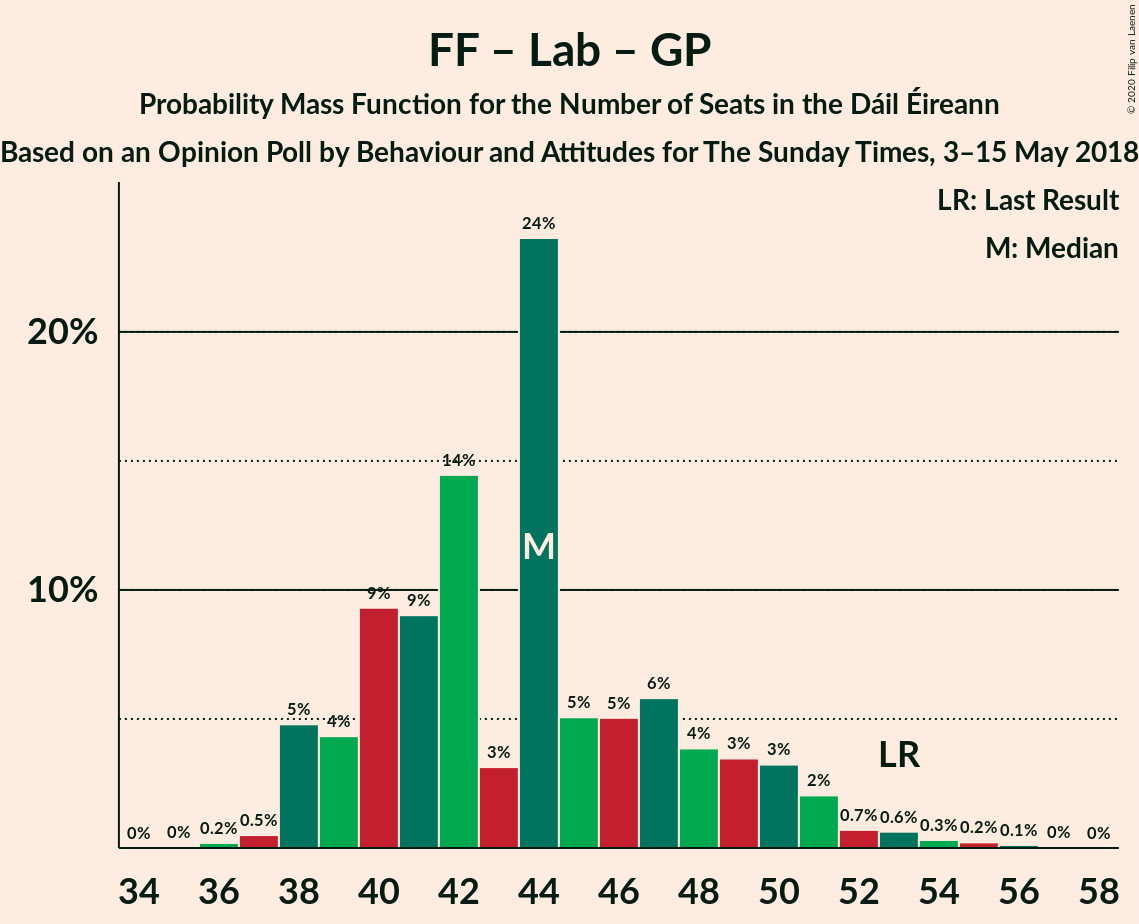 FF – Lab – GP
Probability Mass Function for the Number of Seats in the Dáil Éireann
Based on an Opinion Poll by Behaviour and Attitudes for The Sunday Times, 3–15 May 2018
© 2020 Filip van Laenen
LR: Last Result
M: Median
20%
10%
0% 0% 0.2% 0.5% 5% 4% 9% 9% 14% 3% 24% 5% 5% 6% 4% 3% 3% 2% 0.7% 0.6% 0.3% 0.2% 0.1% 0% 0%
M
LR
34 36 38 40 42 44 46 48 50 52 54 56 58